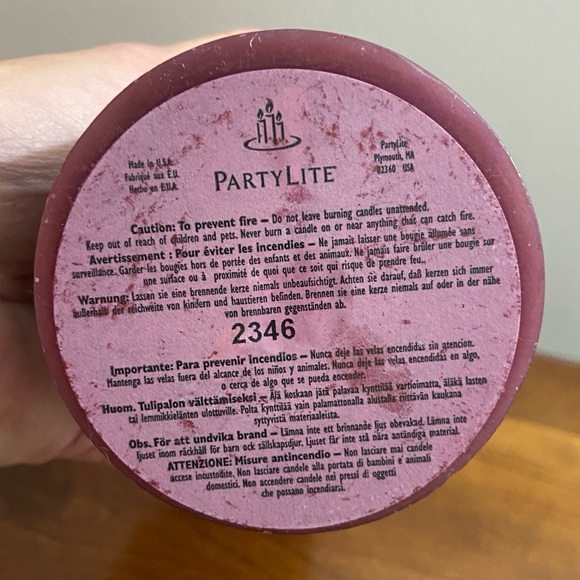 Made in U.S.A.
Fabriqué aux E.U.
Hecho en E.U.A.
PartyLite
Plymouth, MA
02360 USA
PARTYLITE
Caution: To prevent fire – Do not leave burning candles unattended.
Keep out of reach of children and pets. Never burn a candle on or near anything that can catch fire.
Avertissement : Pour éviter les incendies – Ne jamais laisser une bougie allumée sans
surveillance. Garder les bougies hors de portée des enfants et des animaux. Ne jamais faire brûler une bougie sur
une surface ou à proximité de quoi que ce soit qui risque de prendre feu..
Warnung: Lassen sie eine brennende kerze niemals unbeaufsichtigt. Achten sie darauf, daß kerzen sich immer
außerhalb der reichweite von kindern und haustieren befinden. Brennen sie eine kerze niemals auf oder in der nähe
von brennbaren gegenständen ab.
2346
Importante: Para prevenir incendios – Nunca deje las velas encendidas sin atencion.
Mantenga las velas fuera del alcance de los niños y animales. Nunca deje las velas encendidas en algo,
o cerca de algo que se pueda encender.
Huom. Tulipalon välttämiseksi – Älä koskaan jätä palavaa kynttilää vartioimatta, äläkä lasten
tai lemmikkieläinten ulottuville. Polta kynttilää vain palamattonalla alustalla riittävän kaukana
syttyvistä materiaaleista.
Obs. För att undvika brand – Lämna inte ett brinnande ljus obevakad. Lämna inte
ljuset inom räckhåll för barn ock sällskapsdjur. Ljuset får inte stå nära antändiga material.
ATTENZIONE: Misure antincendio – Non lasciare mai candele
accese incustodite. Non lasciare candele alla portata di bambini e animali
domestici. Non accendere candele nei pressi di oggetti
che possano incendiarsi.